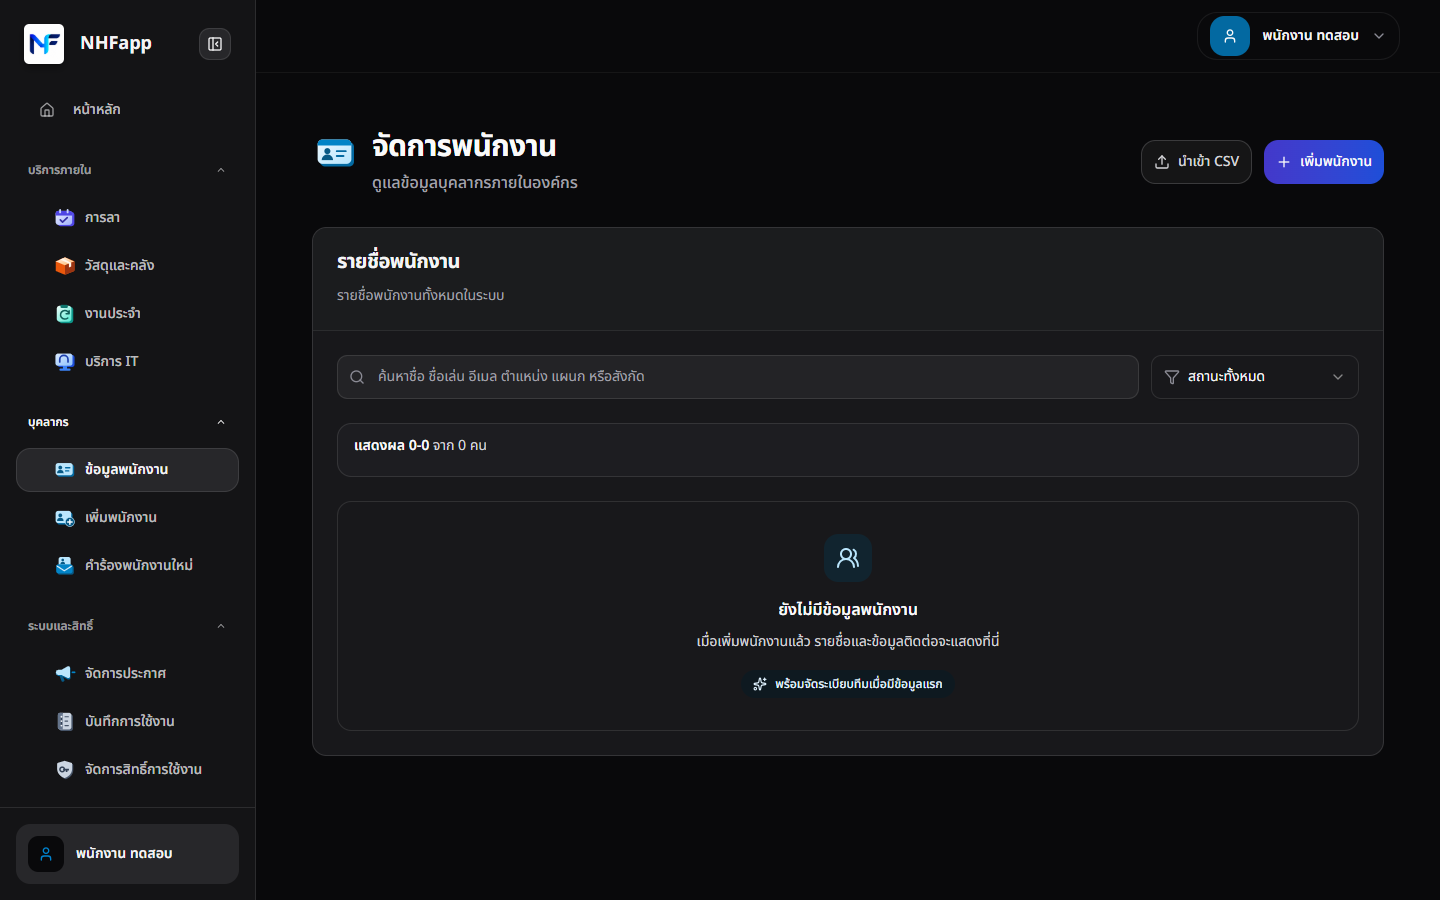 NHFapp
หน้าหลัก
บริการภายใน
การลา
วัสดุและคลัง
งานประจำ
บริการ IT
บุคลากร
ข้อมูลพนักงาน
เพิ่มพนักงาน
คำร้องพนักงานใหม่
ระบบและสิทธิ์
จัดการประกาศ
บันทึกการใช้งาน
จัดการสิทธิ์การใช้งาน
พนักงาน ทดสอบ
พนักงาน ทดสอบ
จัดการพนักงาน
ดูแลข้อมูลบุคลากรภายในองค์กร
นำเข้า CSV
เพิ่มพนักงาน
รายชื่อพนักงาน
รายชื่อพนักงานทั้งหมดในระบบ
ค้นหาชื่อ ชื่อเล่น อีเมล ตำแหน่ง แผนก หรือสังกัด
สถานะทั้งหมด
แสดงผล 0-0 จาก 0 คน
ยังไม่มีข้อมูลพนักงาน
เมื่อเพิ่มพนักงานแล้ว รายชื่อและข้อมูลติดต่อจะแสดงที่นี่
พร้อมจัดระเบียบทีมเมื่อมีข้อมูลแรก